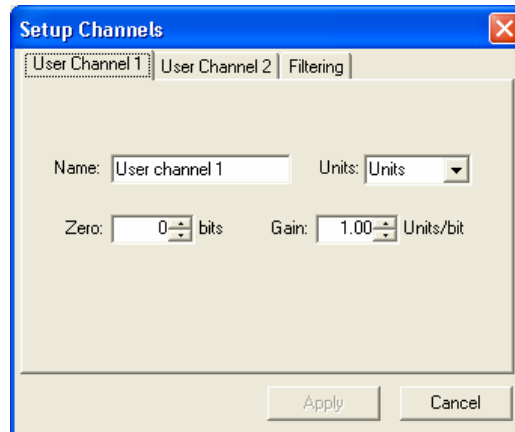 Setup Channels
User Channel 1 User Channel 2 Filtering
Name: User channel 1 Units: Units
Zero: 0 bits Gain: 1.00 Units/bit
Apply Cancel